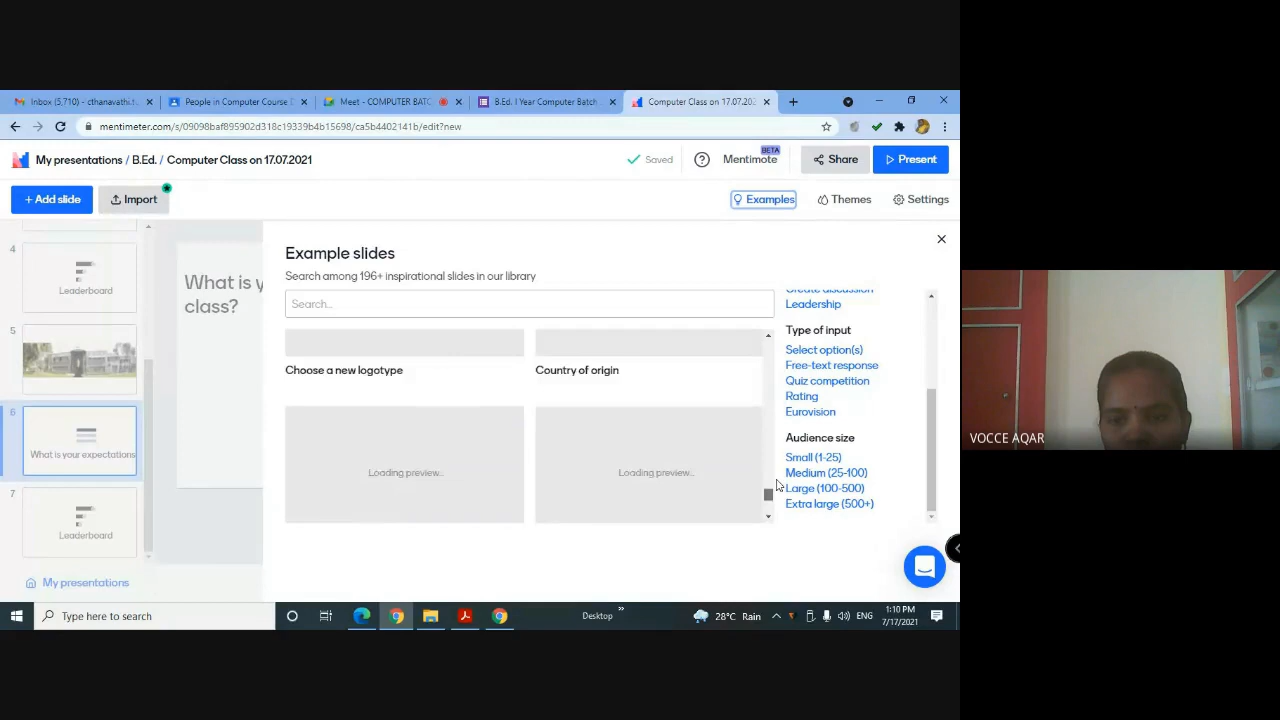 Inbox (5,710) - cthanavathi.t
People in Computer Course D
Meet - COMPUTER BATC
B.Ed. I Year Computer Batch
Computer Class on 17.07.202
mentimeter.com/s/09098baf895902d318c19339b4b15698/ca5b4402141b/edit?new
My presentations / B.Ed. / Computer Class on 17.07.2021
Saved
Mentimote
BETA
Share
Present
+ Add slide
Import
Examples
Themes
Settings
4
Leaderboard
5
6
What is your expectations
7
Leaderboard
My presentations
What is y
class?
Example slides
Search among 196+ inspirational slides in our library
Search...
Choose a new logotype
Country of origin
Loading preview...
Loading preview...
Create discussion
Leadership
Type of input
Select option(s)
Free-text response
Quiz competition
Rating
Eurovision
Audience size
Small (1-25)
Medium (25-100)
Large (100-500)
Extra large (500+)
VOCCE AQAR
Type here to search
Desktop
28°C Rain
ENG
1:10 PM
7/17/2021